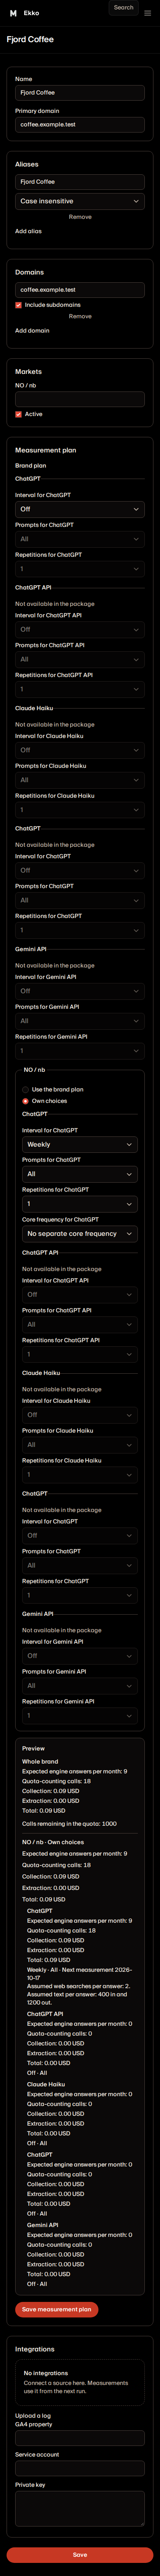 Ekko
Search
Fjord Coffee
Name
Fjord Coffee
Primary domain
coffee.example.test
Aliases
Fjord Coffee
Case insensitive
Remove
Add alias
Domains
coffee.example.test
Include subdomains
Remove
Add domain
Markets
NO / nb
Active
Measurement plan
Brand plan
ChatGPT
Interval for ChatGPT
Off
Prompts for ChatGPT
All
Repetitions for ChatGPT
1
ChatGPT API
Not available in the package
Interval for ChatGPT API
Off
Prompts for ChatGPT API
All
Repetitions for ChatGPT API
1
Claude Haiku
Not available in the package
Interval for Claude Haiku
Off
Prompts for Claude Haiku
All
Repetitions for Claude Haiku
1
ChatGPT
Not available in the package
Interval for ChatGPT
Off
Prompts for ChatGPT
All
Repetitions for ChatGPT
1
Gemini API
Not available in the package
Interval for Gemini API
Off
Prompts for Gemini API
All
Repetitions for Gemini API
1
NO / nb
Use the brand plan
Own choices
ChatGPT
Interval for ChatGPT
Weekly
Prompts for ChatGPT
All
Repetitions for ChatGPT
1
Core frequency for ChatGPT
No separate core frequency
ChatGPT API
Not available in the package
Interval for ChatGPT API
Off
Prompts for ChatGPT API
All
Repetitions for ChatGPT API
1
Claude Haiku
Not available in the package
Interval for Claude Haiku
Off
Prompts for Claude Haiku
All
Repetitions for Claude Haiku
1
ChatGPT
Not available in the package
Interval for ChatGPT
Off
Prompts for ChatGPT
All
Repetitions for ChatGPT
1
Gemini API
Not available in the package
Interval for Gemini API
Off
Prompts for Gemini API
All
Repetitions for Gemini API
1
Preview
Whole brand
Expected engine answers per month: 9
Quota-counting calls: 18
Collection: 0.09 USD
Extraction: 0.00 USD
Total: 0.09 USD
Calls remaining in the quota: 1000
NO / nb · Own choices
Expected engine answers per month: 9
Quota-counting calls: 18
Collection: 0.09 USD
Extraction: 0.00 USD
Total: 0.09 USD
ChatGPT
Expected engine answers per month: 9
Quota-counting calls: 18
Collection: 0.09 USD
Extraction: 0.00 USD
Total: 0.09 USD
Weekly · All · Next measurement 2026-
10-17
Assumed web searches per answer: 2.
Assumed text per answer: 400 in and
1200 out.
ChatGPT API
Expected engine answers per month: 0
Quota-counting calls: 0
Collection: 0.00 USD
Extraction: 0.00 USD
Total: 0.00 USD
Off · All
Claude Haiku
Expected engine answers per month: 0
Quota-counting calls: 0
Collection: 0.00 USD
Extraction: 0.00 USD
Total: 0.00 USD
Off · All
ChatGPT
Expected engine answers per month: 0
Quota-counting calls: 0
Collection: 0.00 USD
Extraction: 0.00 USD
Total: 0.00 USD
Off · All
Gemini API
Expected engine answers per month: 0
Quota-counting calls: 0
Collection: 0.00 USD
Extraction: 0.00 USD
Total: 0.00 USD
Off · All
Save measurement plan
Integrations
No integrations
Connect a source here. Measurements
use it from the next run.
Upload a log
GA4 property
Service account
Private key
Save